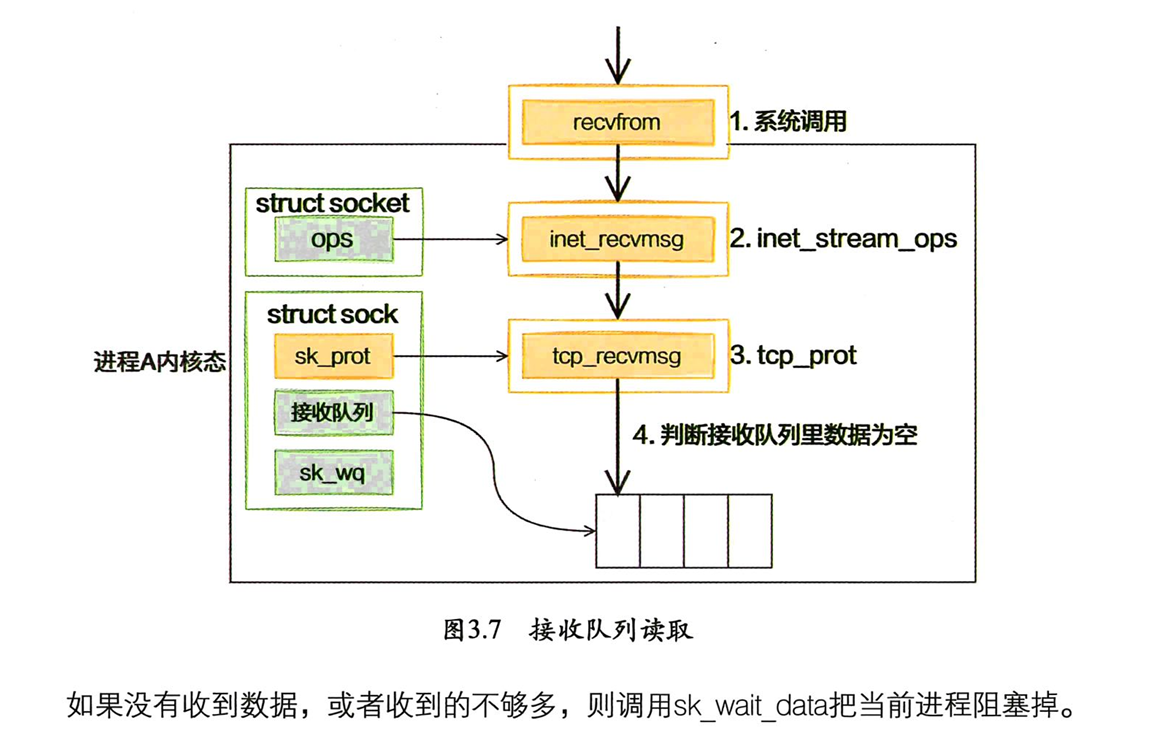 recvfrom
1. 系统调用
struct socket
ops
inet_recvmsg
2. inet_stream_ops
struct sock
sk_prot
tcp_recvmsg
3. tcp_prot
进程A内核态
接收队列
4. 判断接收队列里数据为空
sk_wq
图3.7 接收队列读取
如果没有收到数据，或者收到的不够多，则调用sk_wait_data把当前进程阻塞掉。